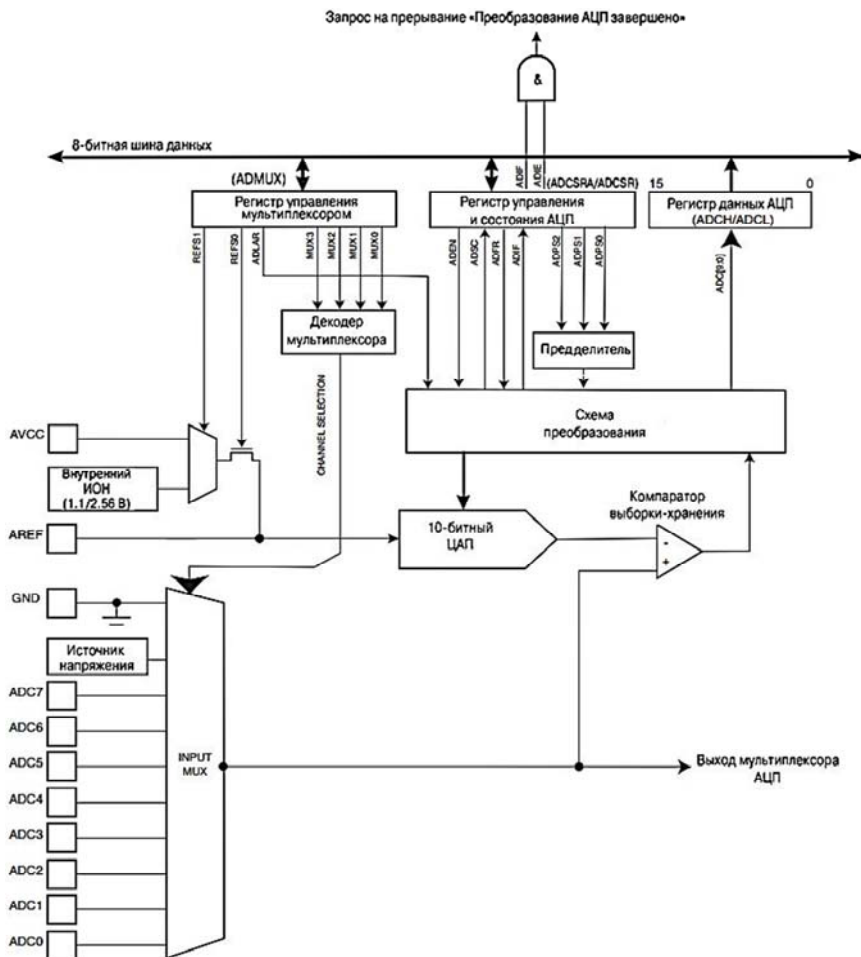 Запрос на прерывание «Преобразование АЦП завершено»
&
8-битная шина данных
(ADMUX)
ADIF
ADIE
(ADCSRA/ADCSR)
15
0
Регистр управления
мультиплексором
Регистр управления
и состояния АЦП
Регистр данных АЦП
(ADCH/ADCL)
REFS1
REFS0
ADLAR
MUX3
MUX2
MUX1
MUX0
ADEN
ADSC
ADFR
ADIF
ADPS2
ADPS1
ADPS0
ADC[9:0]
Декодер
мультиплексора
Предделитель
CHANNEL SELECTION
Схема
преобразования
AVCC
Внутренний
ИОН
(1.1/2.56 В)
AREF
10-битный
ЦАП
Компаратор
выборки-хранения
-
+
GND
Источник
напряжения
ADC7
ADC6
ADC5
ADC4
ADC3
ADC2
ADC1
ADC0
INPUT
MUX
Выход мультиплексора
АЦП